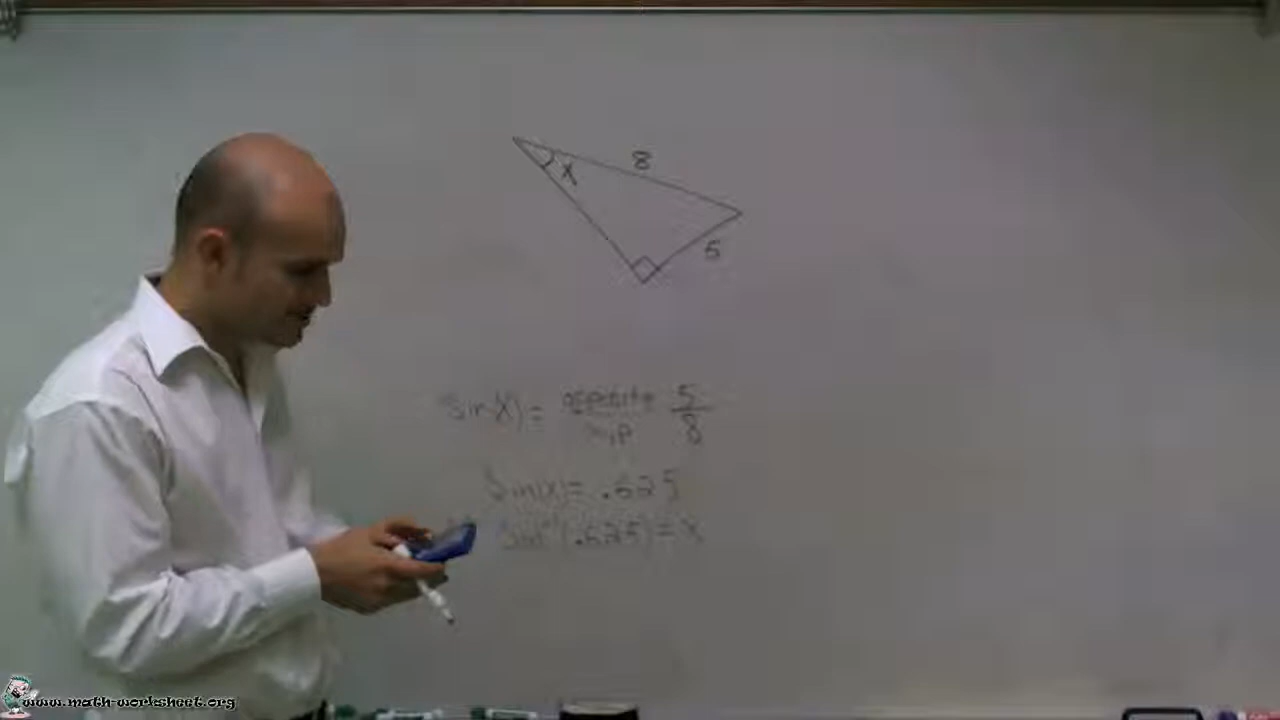 8
x
5
sin(x) = opposite 5
hyp 8
sin(x) = .625
sin⁻¹(.625) = x
www.math-worksheet.org